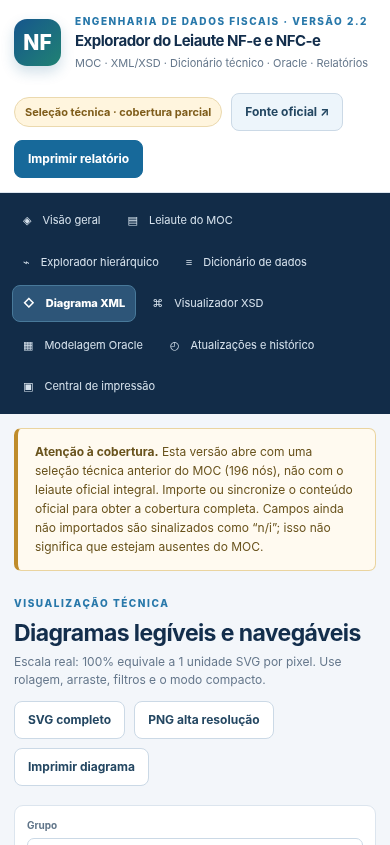 NF
ENGENHARIA DE DADOS FISCAIS · VERSÃO 2.2
Explorador do Leiaute NF-e e NFC-e
MOC · XML/XSD · Dicionário técnico · Oracle · Relatórios
Seleção técnica · cobertura parcial
Fonte oficial ↗
Imprimir relatório
◈ Visão geral
▤ Leiaute do MOC
⌁ Explorador hierárquico
≡ Dicionário de dados
◇ Diagrama XML
⌘ Visualizador XSD
▦ Modelagem Oracle
◴ Atualizações e histórico
▣ Central de impressão
Atenção à cobertura. Esta versão abre com uma
seleção técnica anterior do MOC (196 nós), não com o
leiaute oficial integral. Importe ou sincronize o conteúdo
oficial para obter a cobertura completa. Campos ainda
não importados são sinalizados como “n/i”; isso não
significa que estejam ausentes do MOC.
VISUALIZAÇÃO TÉCNICA
Diagramas legíveis e navegáveis
Escala real: 100% equivale a 1 unidade SVG por pixel. Use
rolagem, arraste, filtros e o modo compacto.
SVG completo
PNG alta resolução
Imprimir diagrama
Grupo